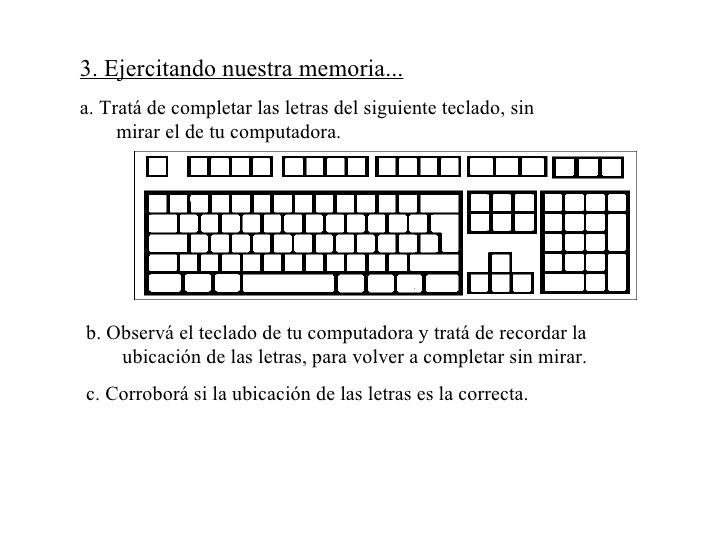 3. Ejercitando nuestra memoria...
a. Tratá de completar las letras del siguiente teclado, sin
mirar el de tu computadora.
b. Observá el teclado de tu computadora y tratá de recordar la
ubicación de las letras, para volver a completar sin mirar.
c. Corroborá si la ubicación de las letras es la correcta.